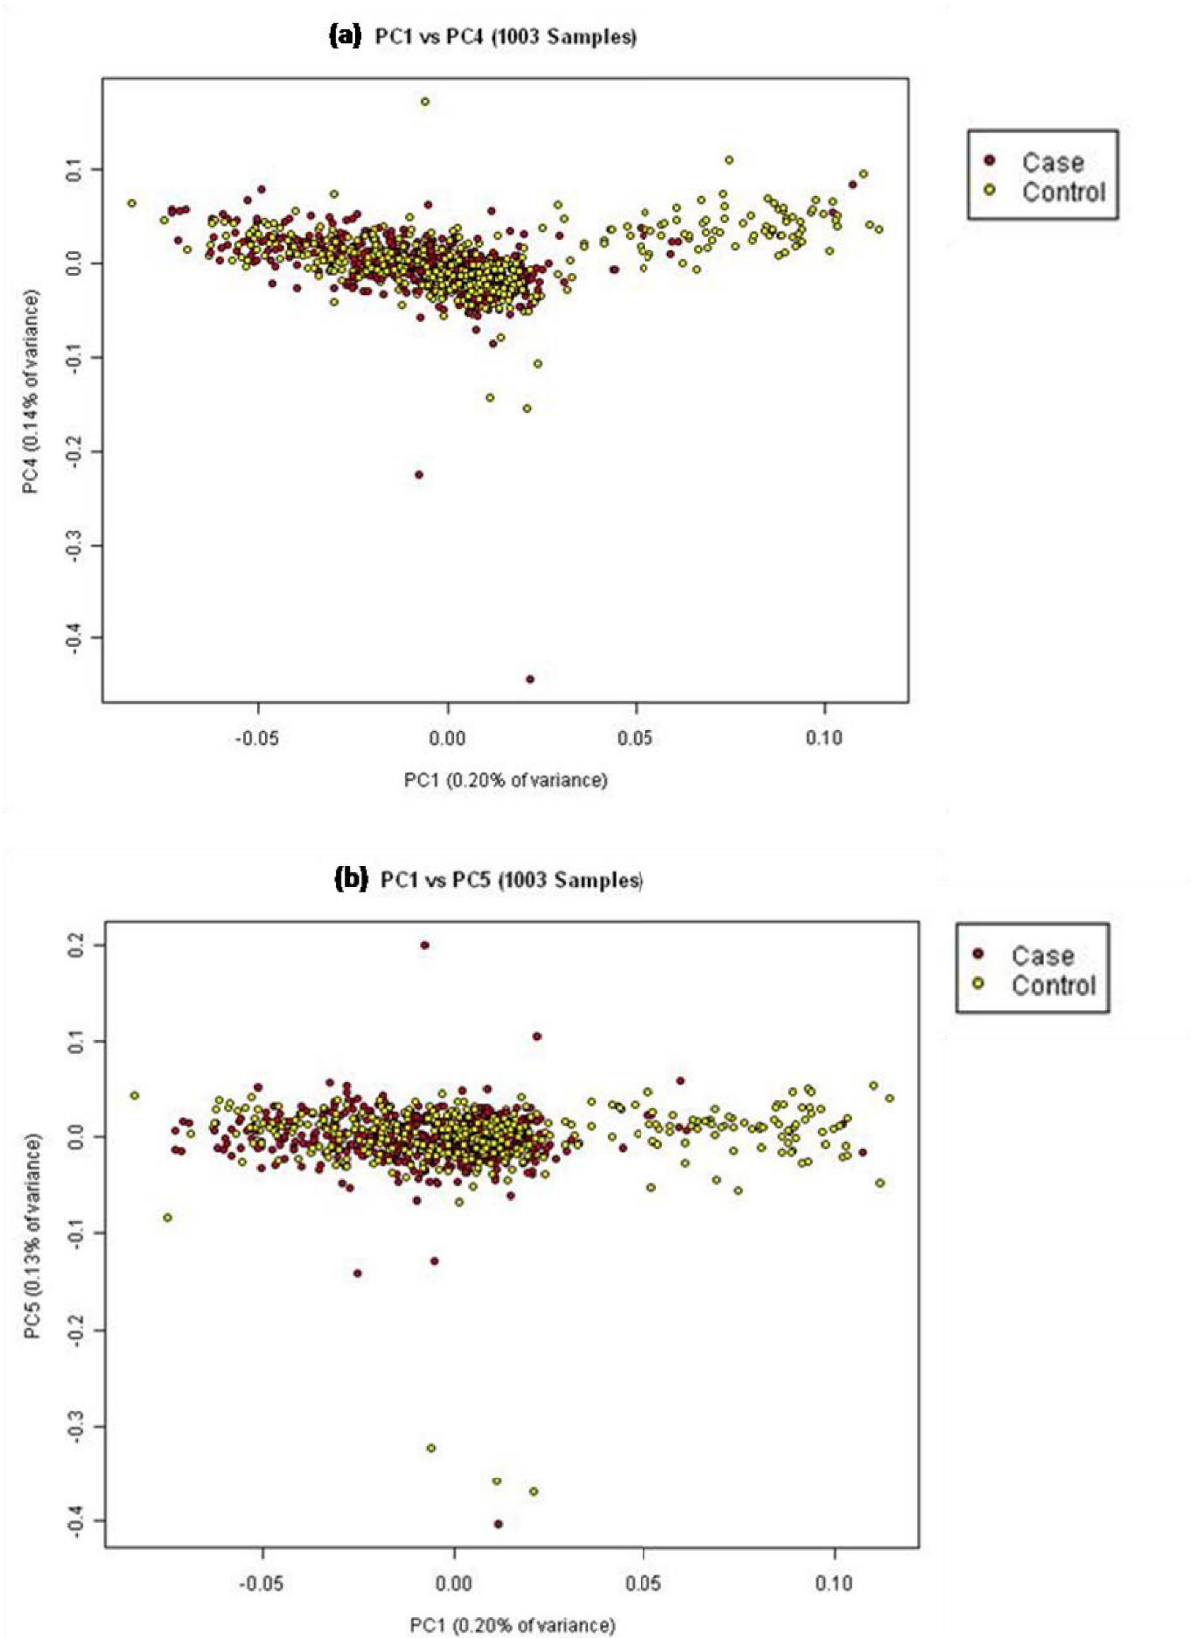 (a) PC1 vs PC4 (1003 Samples)
Case
Control
0.1
0.0
-0.1
-0.2
-0.3
-0.4
PC4 (0.14% of variance)
-0.05 0.00 0.05 0.10
PC1 (0.20% of variance)
(b) PC1 vs PC5 (1003 Samples)
Case
Control
0.2
0.1
0.0
-0.1
-0.2
-0.3
-0.4
PC5 (0.13% of variance)
-0.05 0.00 0.05 0.10
PC1 (0.20% of variance)